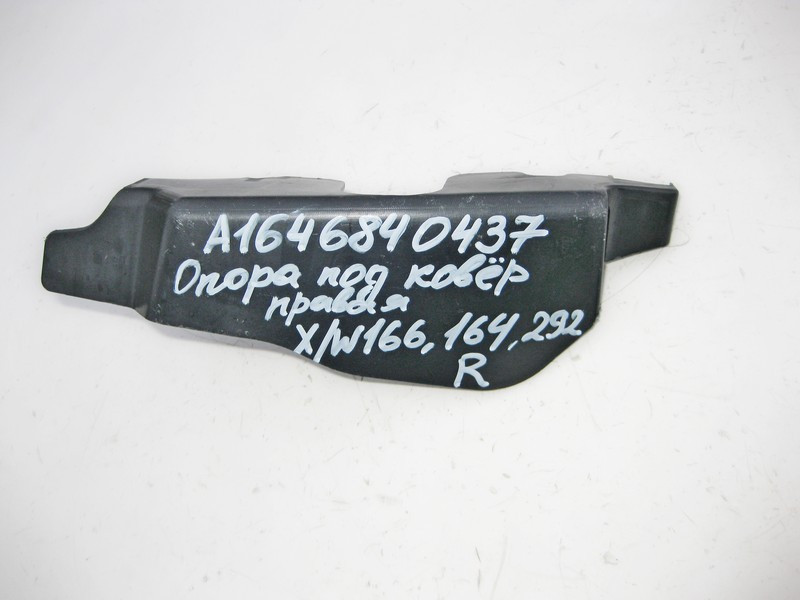 A1646840437
Опора под ковёр
правая
X/W166, 164, 292
R